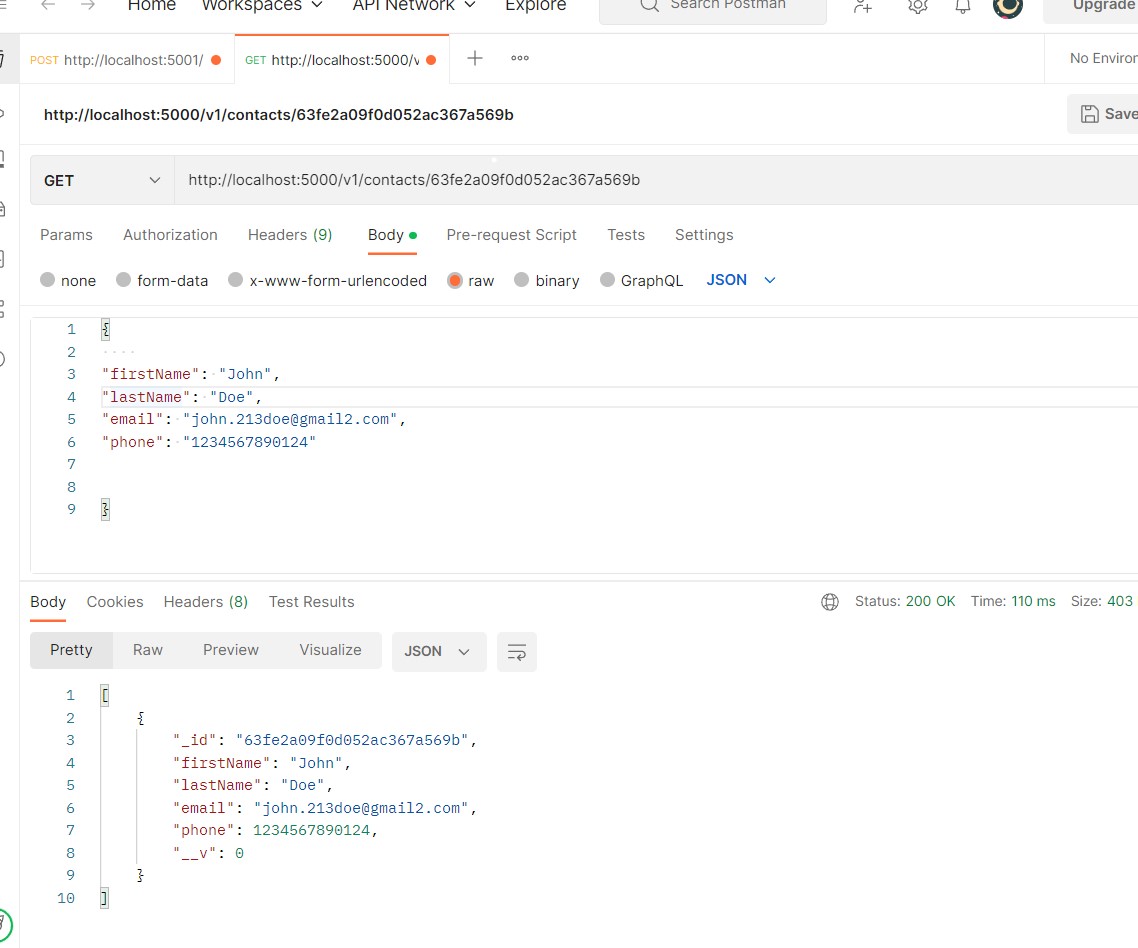 Home Workspaces API Network Explore Search Postman Upgrade
POST http://localhost:5001/ GET http://localhost:5000/v + ooo No Environ
http://localhost:5000/v1/contacts/63fe2a09f0d052ac367a569b Save
GET http://localhost:5000/v1/contacts/63fe2a09f0d052ac367a569b
Params Authorization Headers (9) Body Pre-request Script Tests Settings
none form-data x-www-form-urlencoded raw binary GraphQL JSON
1 {
2 ····
3 "firstName": "John",
4 "lastName": "Doe",
5 "email": "john.213doe@gmail2.com",
6 "phone": "1234567890124"
7
8
9 }
Body Cookies Headers (8) Test Results Status: 200 OK Time: 110 ms Size: 403
Pretty Raw Preview Visualize JSON
1 [
2 {
3 "_id": "63fe2a09f0d052ac367a569b",
4 "firstName": "John",
5 "lastName": "Doe",
6 "email": "john.213doe@gmail2.com",
7 "phone": 1234567890124,
8 "__v": 0
9 }
10 ]